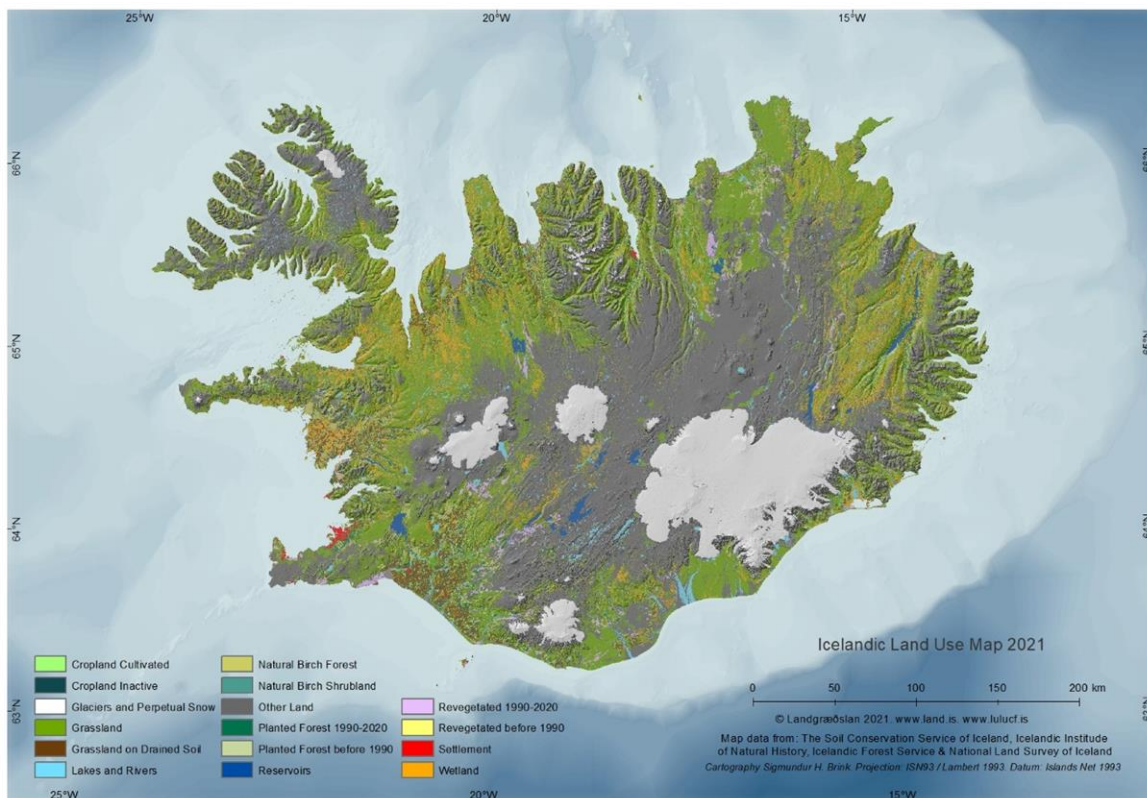 25°W 20°W 15°W
66°N 66°N
65°N 65°N
64°N 64°N
Icelandic Land Use Map 2021
Cropland Cultivated
Cropland Inactive
Glaciers and Perpetual Snow
Grassland
Grassland on Drained Soil
Lakes and Rivers
Natural Birch Forest
Natural Birch Shrubland
Other Land
Planted Forest 1990-2020
Planted Forest before 1990
Reservoirs
Revegetated 1990-2020
Revegetated before 1990
Settlement
Wetland
0 50 100 150 200 km
© Landgræðslan 2021. www.land.is. www.lulucf.is
Map data from: The Soil Conservation Service of Iceland, Icelandic Institute
of Natural History, Icelandic Forest Service & National Land Survey of Iceland
Cartography Sigmundur H. Brink. Projection: ISN93 / Lambert 1993. Datum: Islands Net 1993
63°N 63°N
25°W 20°W 15°W